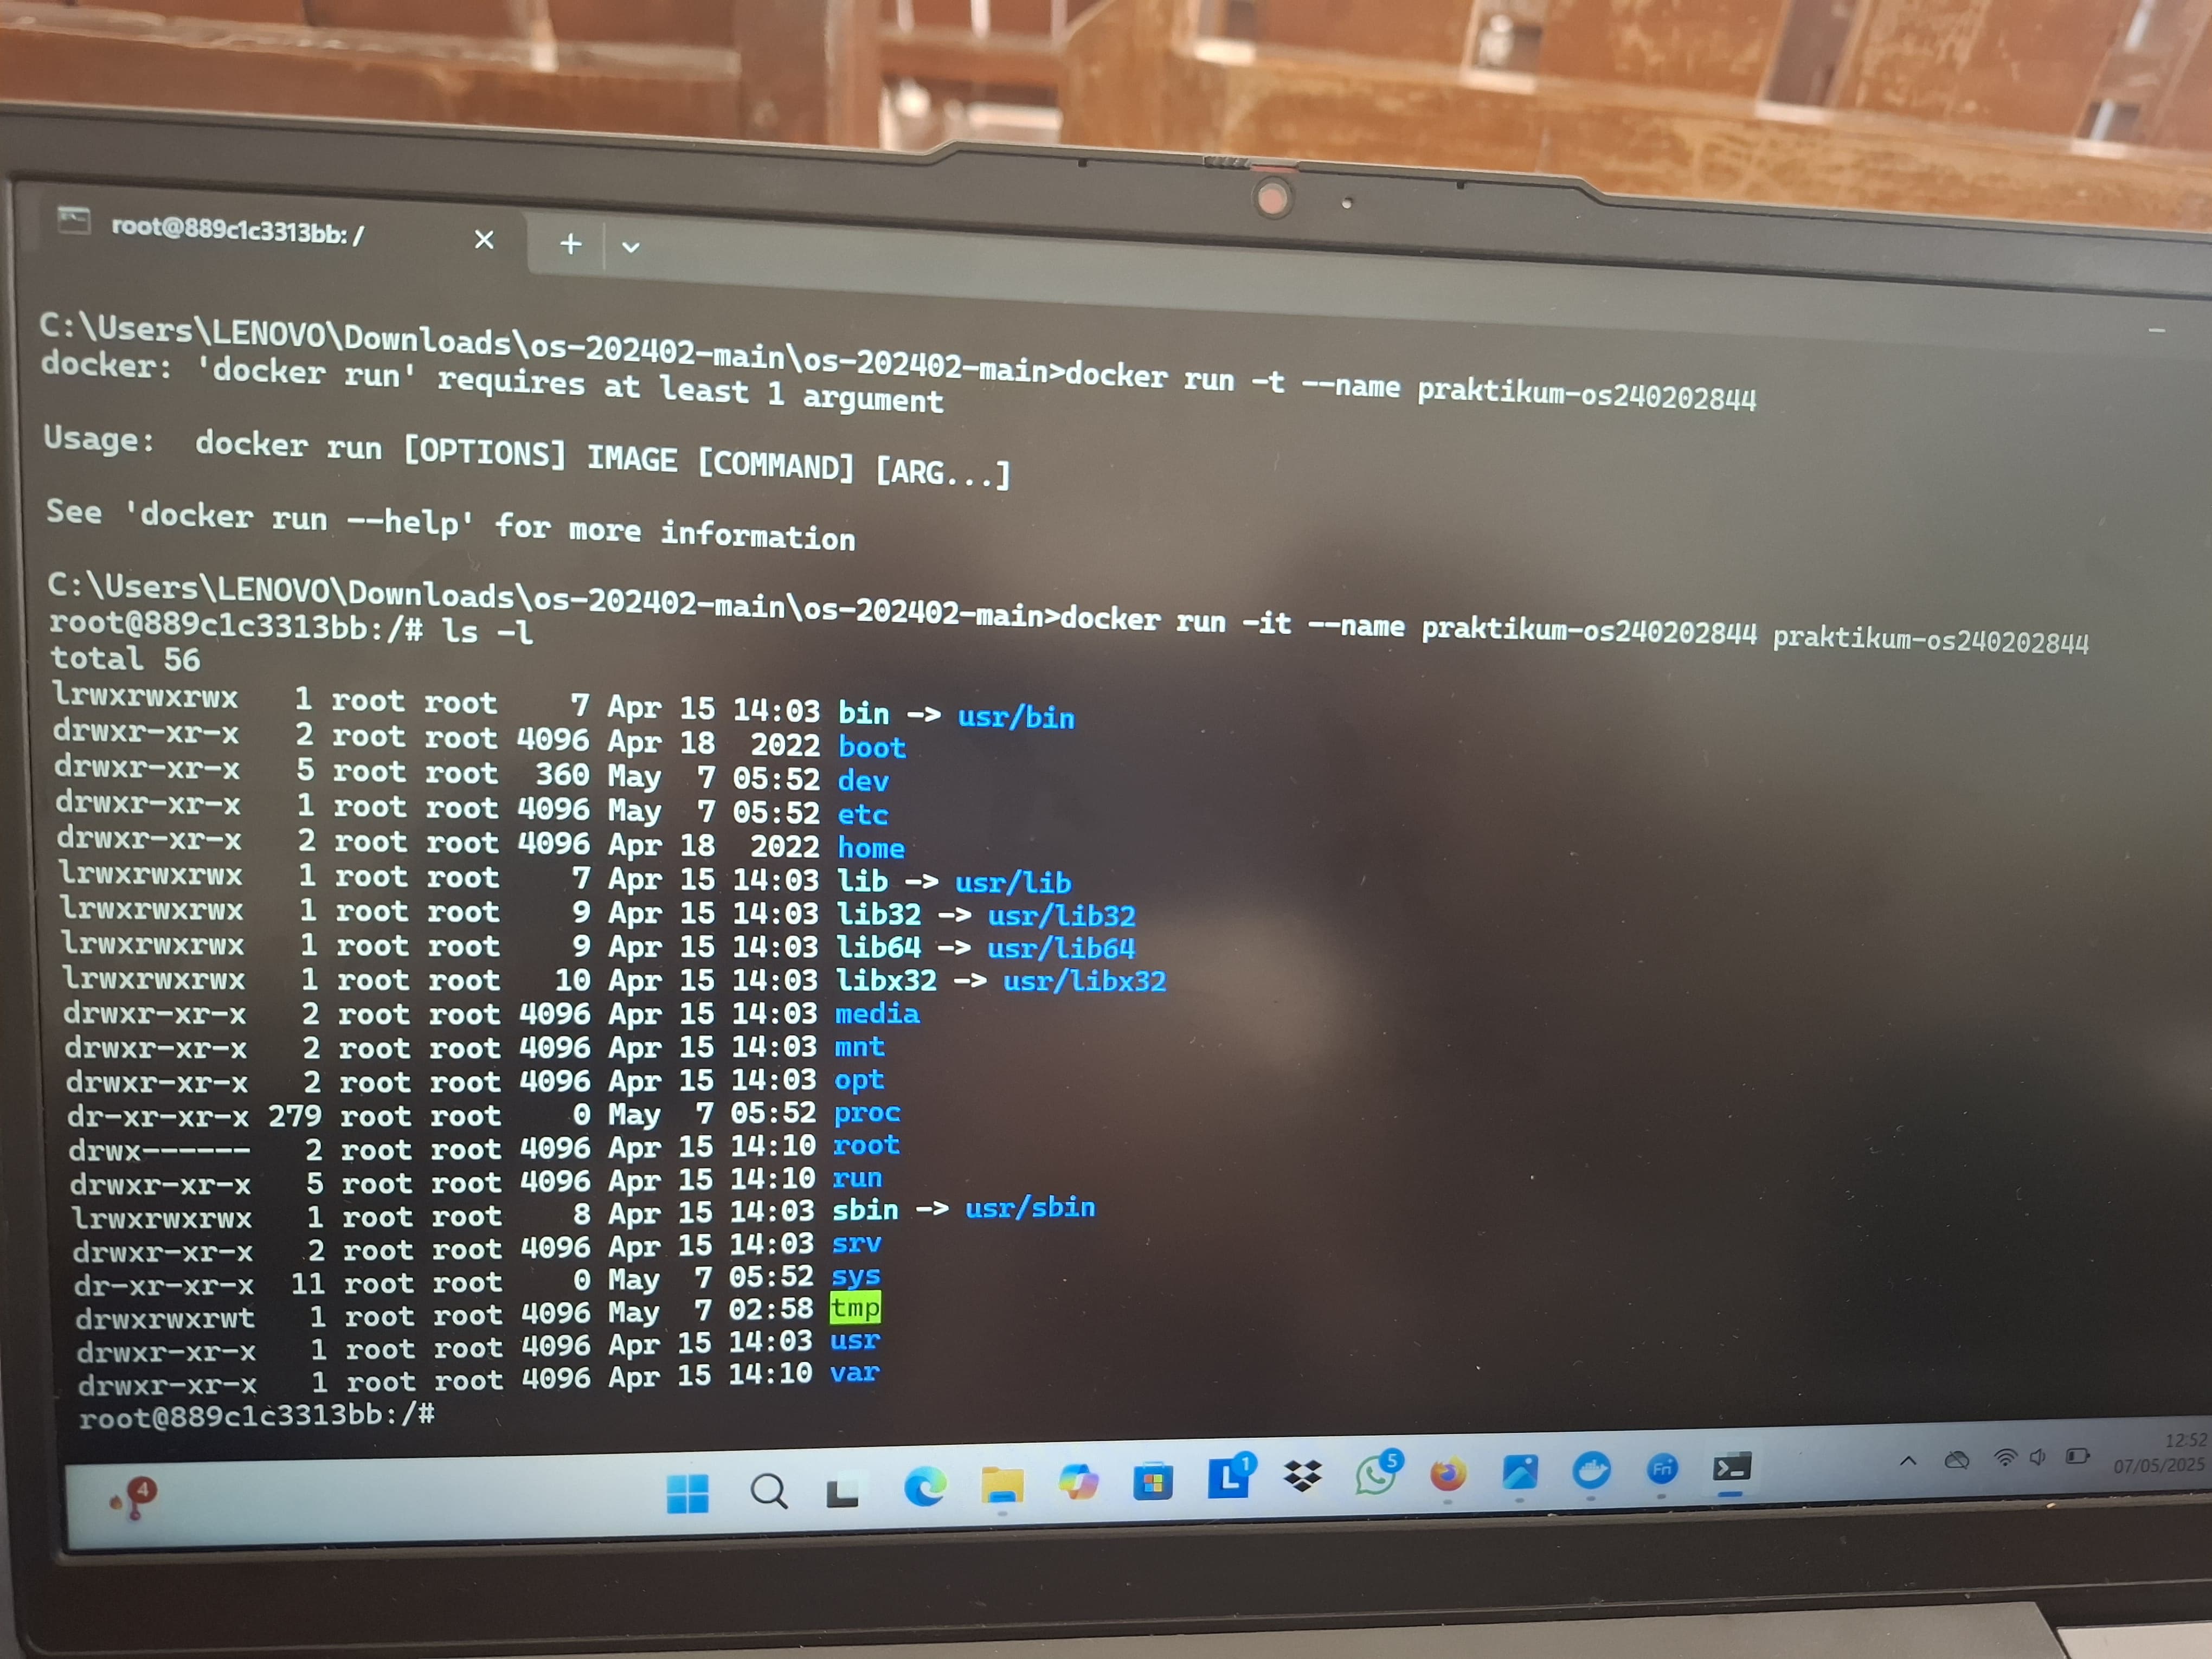 root@889c1c3313bb: /
C:\Users\LENOVO\Downloads\os-202402-main\os-202402-main>docker run -t --name praktikum-os240202844
docker: 'docker run' requires at least 1 argument
Usage:  docker run [OPTIONS] IMAGE [COMMAND] [ARG...]
See 'docker run --help' for more information
C:\Users\LENOVO\Downloads\os-202402-main\os-202402-main>docker run -it --name praktikum-os240202844 praktikum-os240202844
root@889c1c3313bb:/# ls -l
total 56
lrwxrwxrwx   1 root root    7 Apr 15 14:03 bin -> usr/bin
drwxr-xr-x   2 root root 4096 Apr 18  2022 boot
drwxr-xr-x   5 root root  360 May  7 05:52 dev
drwxr-xr-x   1 root root 4096 May  7 05:52 etc
drwxr-xr-x   2 root root 4096 Apr 18  2022 home
lrwxrwxrwx   1 root root    7 Apr 15 14:03 lib -> usr/lib
lrwxrwxrwx   1 root root    9 Apr 15 14:03 lib32 -> usr/lib32
lrwxrwxrwx   1 root root    9 Apr 15 14:03 lib64 -> usr/lib64
lrwxrwxrwx   1 root root   10 Apr 15 14:03 libx32 -> usr/libx32
drwxr-xr-x   2 root root 4096 Apr 15 14:03 media
drwxr-xr-x   2 root root 4096 Apr 15 14:03 mnt
drwxr-xr-x   2 root root 4096 Apr 15 14:03 opt
dr-xr-xr-x 279 root root    0 May  7 05:52 proc
drwx------   2 root root 4096 Apr 15 14:10 root
drwxr-xr-x   5 root root 4096 Apr 15 14:10 run
lrwxrwxrwx   1 root root    8 Apr 15 14:03 sbin -> usr/sbin
drwxr-xr-x   2 root root 4096 Apr 15 14:03 srv
dr-xr-xr-x  11 root root    0 May  7 05:52 sys
drwxrwxrwt   1 root root 4096 May  7 02:58 tmp
drwxr-xr-x   1 root root 4096 Apr 15 14:03 usr
drwxr-xr-x   1 root root 4096 Apr 15 14:10 var
root@889c1c3313bb:/#
4
L
1
5
Fri
12:52
07/05/2025